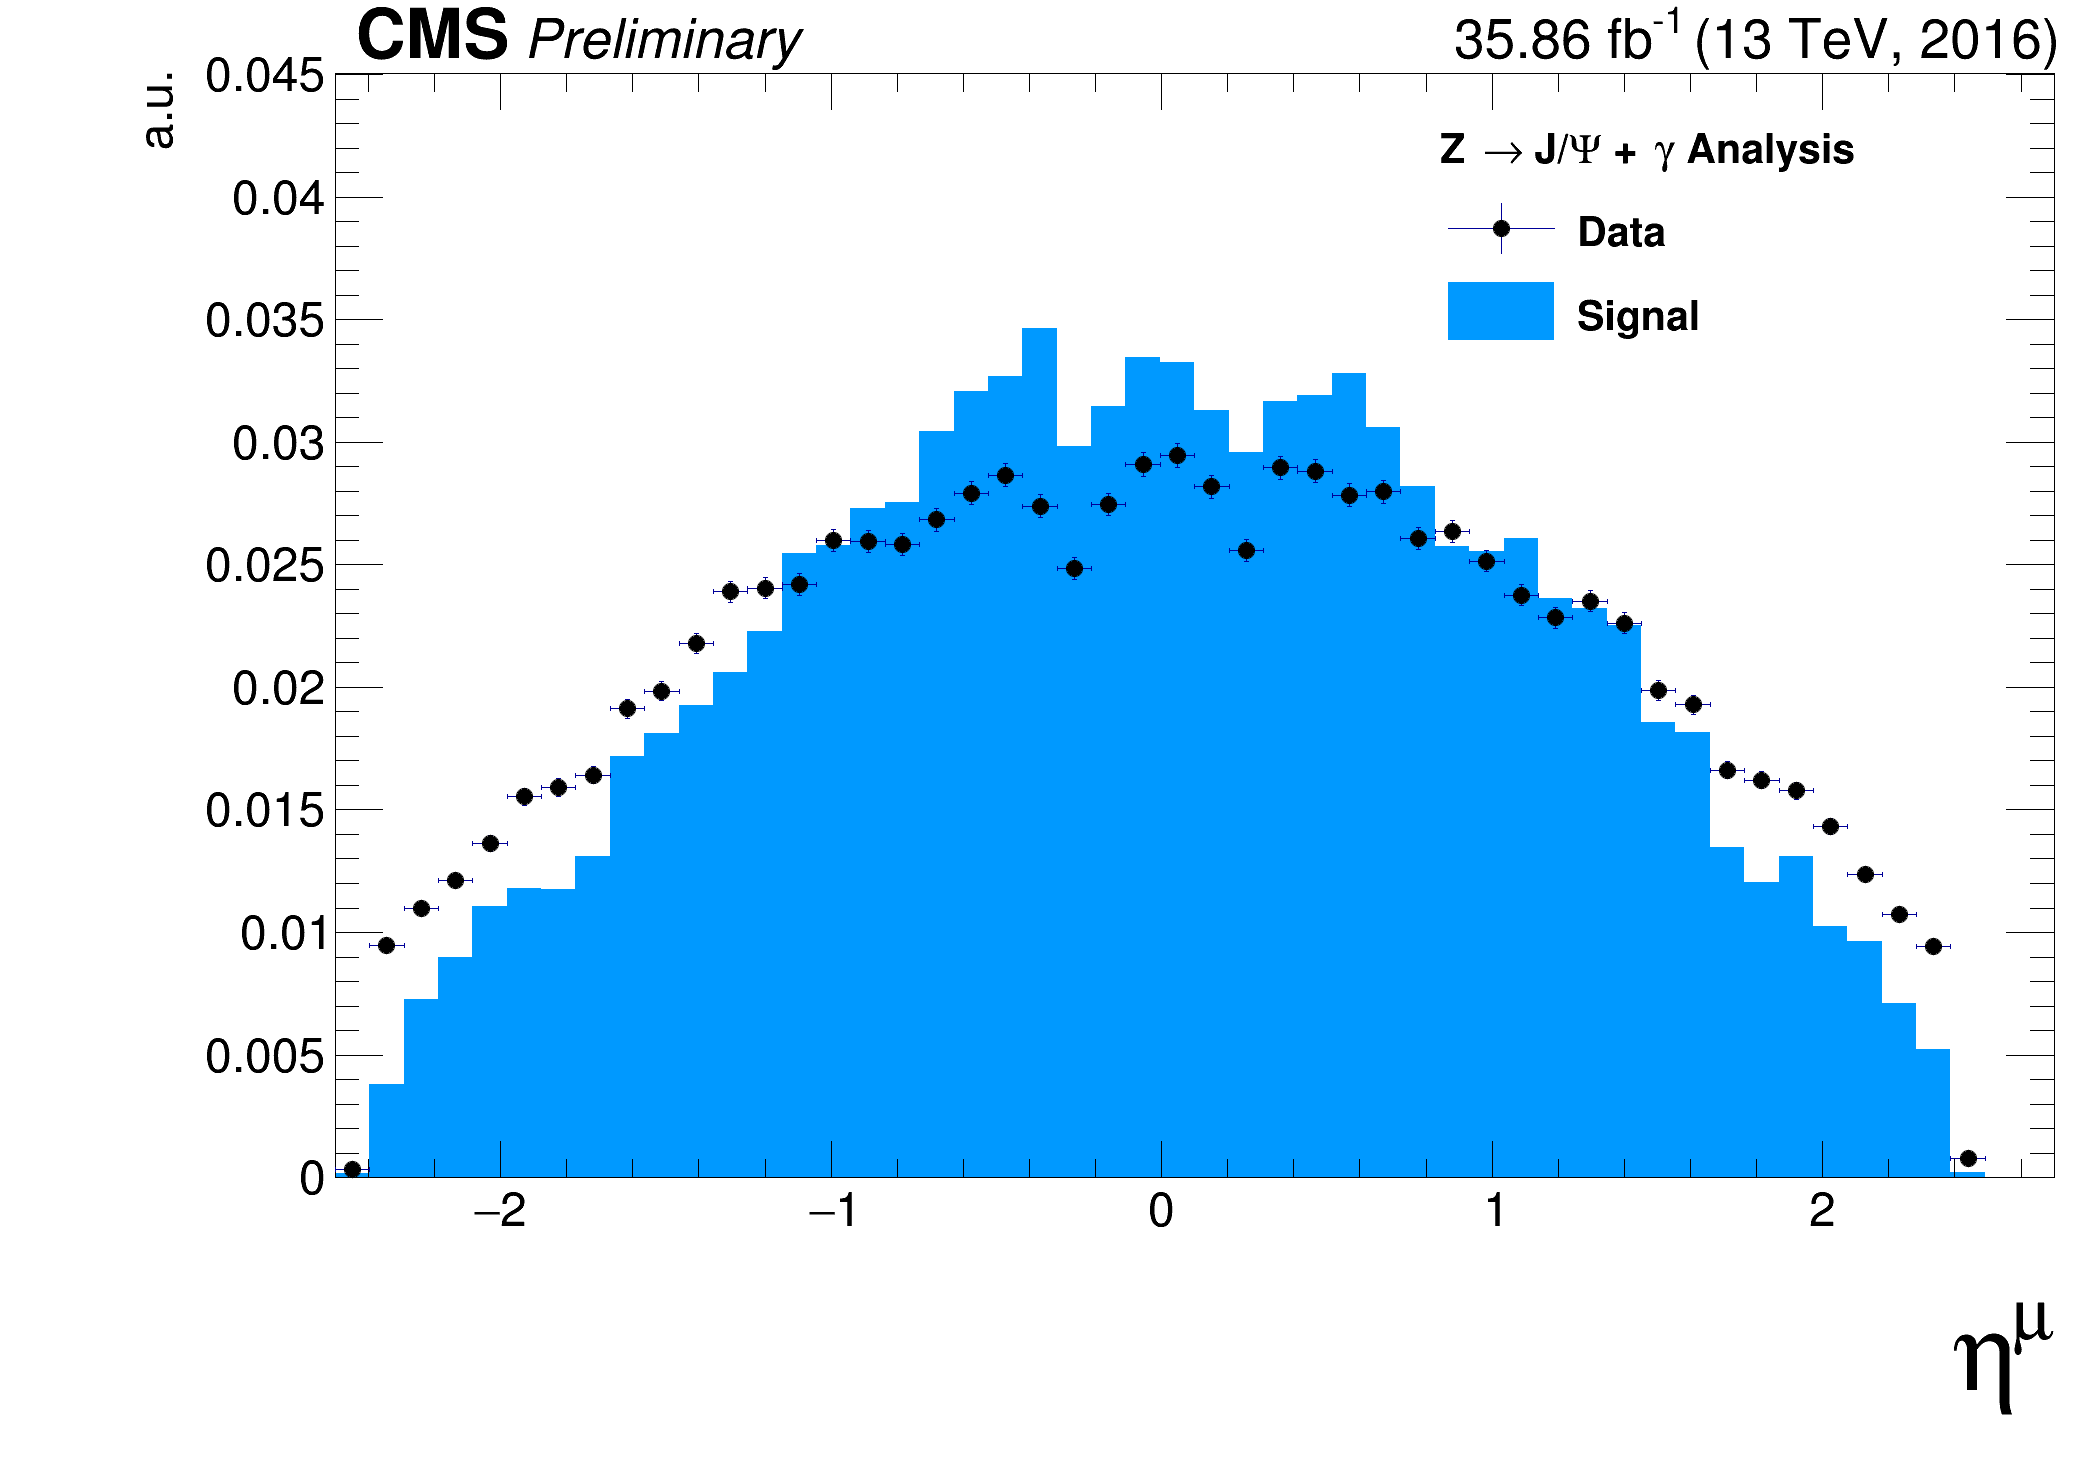 CMS Preliminary 35.86 fb⁻¹ (13 TeV, 2016)
a.u.
0.045
0.04
0.035
0.03
0.025
0.02
0.015
0.01
0.005
0
Z → J/Ψ + γ Analysis
Data
Signal
−2 −1 0 1 2
η^μ